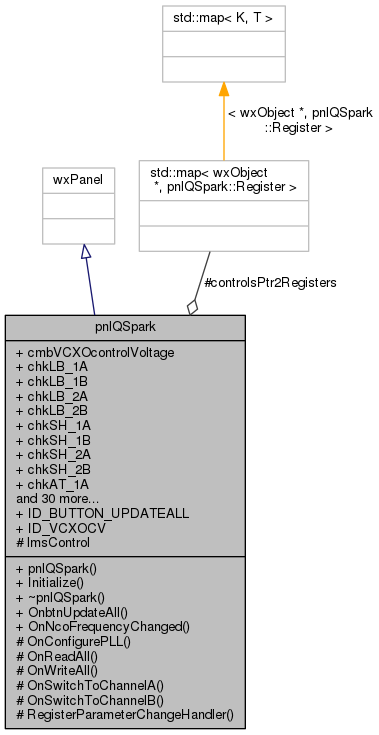 std::map< K, T >
< wxObject *, pnlQSpark
::Register >
std::map< wxObject
*, pnlQSpark::Register >
wxPanel
#controlsPtr2Registers
pnlQSpark
+ cmbVCXOcontrolVoltage
+ chkLB_1A
+ chkLB_1B
+ chkLB_2A
+ chkLB_2B
+ chkSH_1A
+ chkSH_1B
+ chkSH_2A
+ chkSH_2B
+ chkAT_1A
and 30 more...
+ ID_BUTTON_UPDATEALL
+ ID_VCXOCV
# lmsControl
+ pnlQSpark()
+ Initialize()
+ ~pnlQSpark()
+ OnbtnUpdateAll()
+ OnNcoFrequencyChanged()
# OnConfigurePLL()
# OnReadAll()
# OnWriteAll()
# OnSwitchToChannelA()
# OnSwitchToChannelB()
# RegisterParameterChangeHandler()